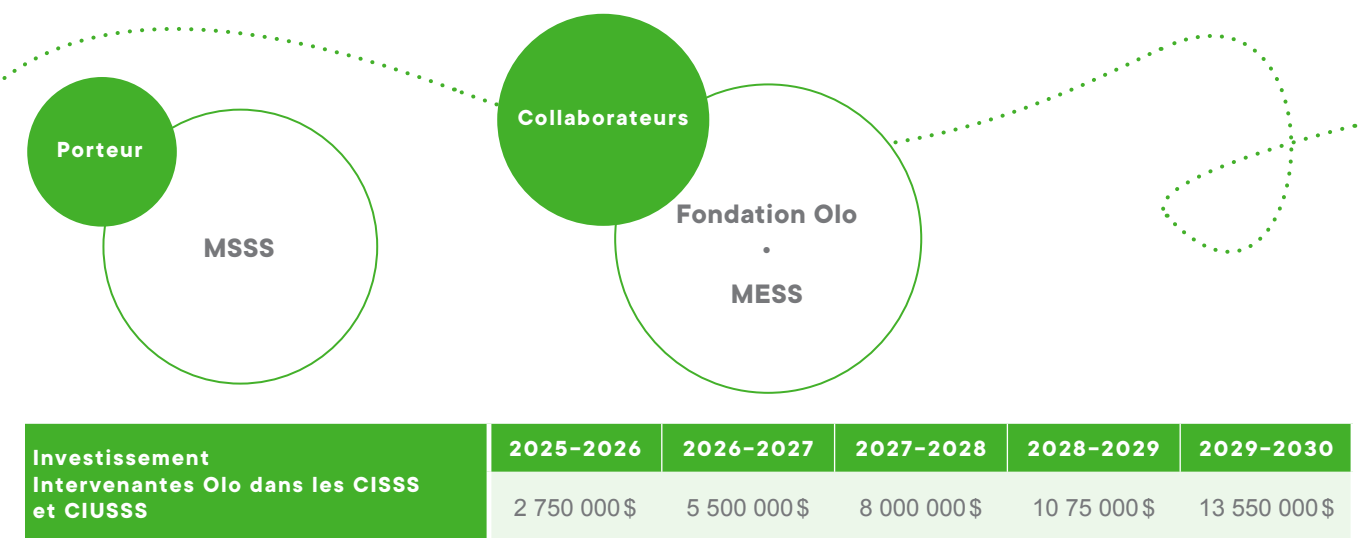 Porteur
MSSS
Collaborateurs
Fondation Olo
•
MESS
Investissement
Intervenantes Olo dans les CISSS
et CIUSSS
2025-2026 2026-2027 2027-2028 2028-2029 2029-2030
2 750 000 $ 5 500 000 $ 8 000 000 $ 10 75 000 $ 13 550 000 $